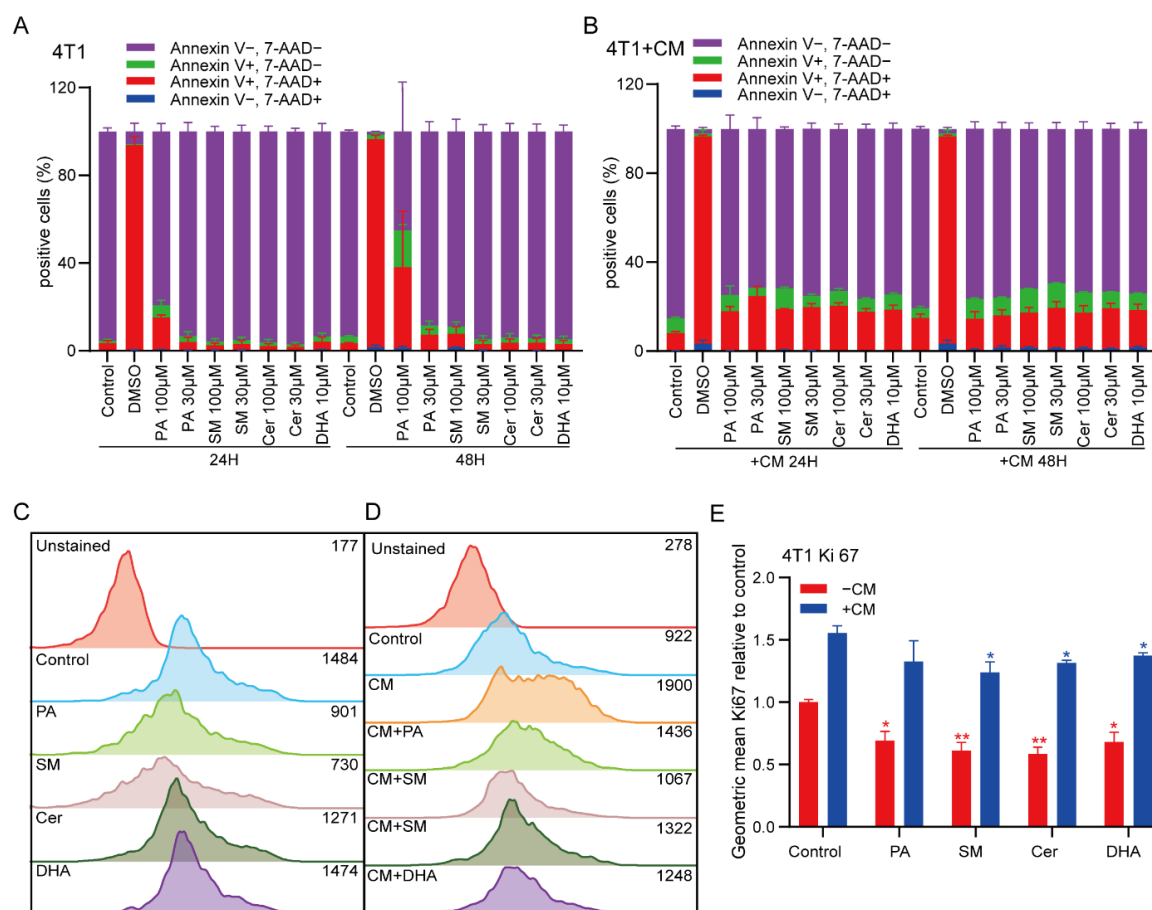 A
4T1
Annexin V−, 7-AAD−
Annexin V+, 7-AAD−
Annexin V+, 7-AAD+
Annexin V−, 7-AAD+
positive cells (%)
120
80
40
0
Control
DMSO
PA 100μM
PA 30μM
SM 100μM
SM 30μM
Cer 100μM
Cer 30μM
DHA 10μM
Control
DMSO
PA 100μM
PA 30μM
SM 100μM
SM 30μM
Cer 100μM
Cer 30μM
DHA 10μM
24H
48H
B
4T1+CM
Annexin V−, 7-AAD−
Annexin V+, 7-AAD−
Annexin V+, 7-AAD+
Annexin V−, 7-AAD+
positive cells (%)
120
80
40
0
Control
DMSO
PA 100μM
PA 30μM
SM 100μM
SM 30μM
Cer 100μM
Cer 30μM
DHA 10μM
Control
DMSO
PA 100μM
PA 30μM
SM 100μM
SM 30μM
Cer 100μM
Cer 30μM
DHA 10μM
+CM 24H
+CM 48H
C
Unstained 177
Control 1484
PA 901
SM 730
Cer 1271
DHA 1474
D
Unstained 278
Control 922
CM 1900
CM+PA 1436
CM+SM 1067
CM+SM 1322
CM+DHA 1248
E
4T1 Ki 67
−CM
+CM
Geometric mean Ki67 relative to control
2.0
1.5
1.0
0.5
0.0
*
*
**
*
**
*
*
*
Control
PA
SM
Cer
DHA